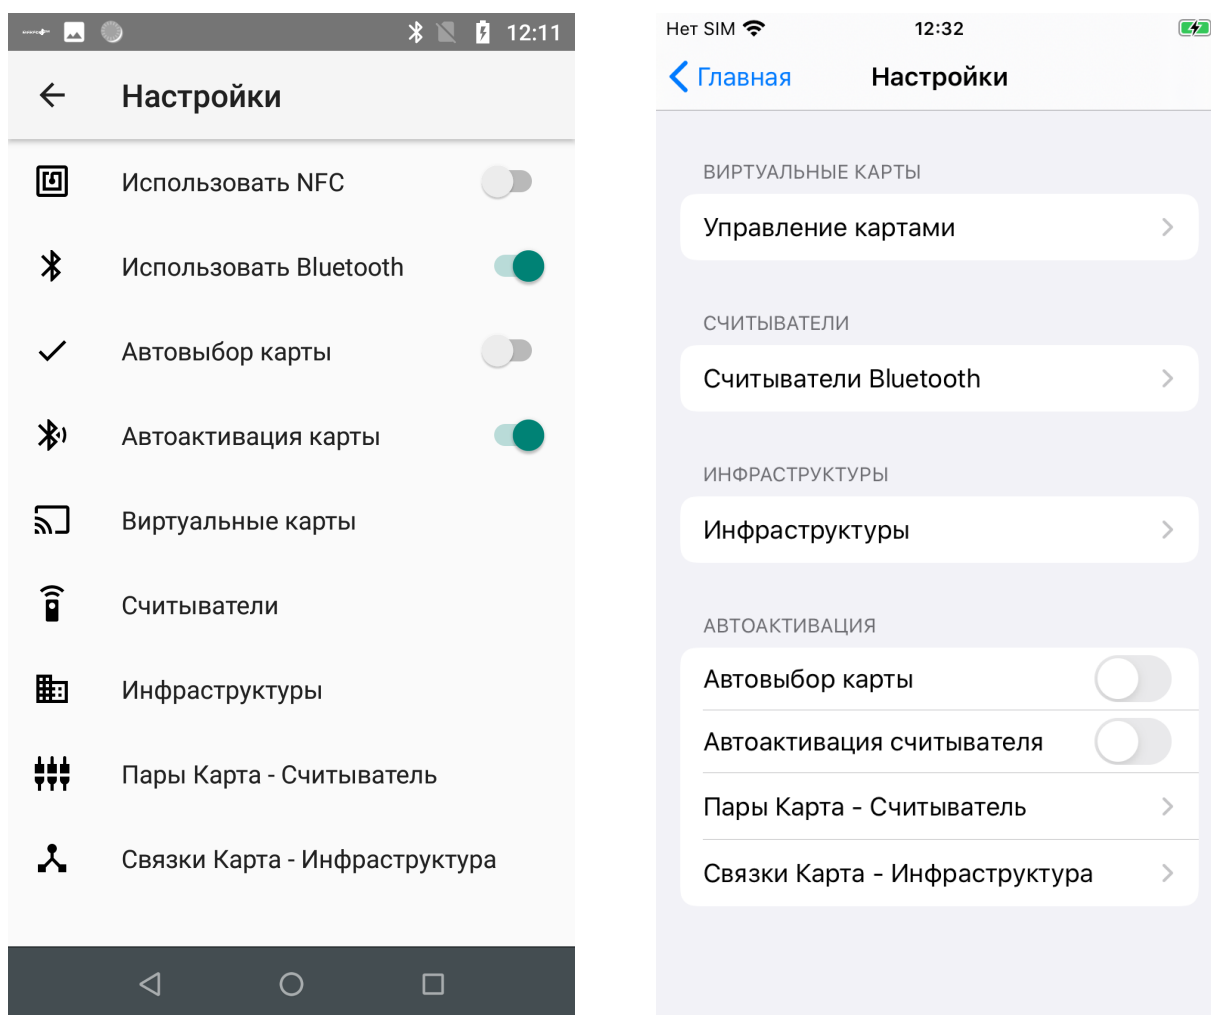 12:11
Настройки
Использовать NFC
Использовать Bluetooth
Автовыбор карты
Автоактивация карты
Виртуальные карты
Считыватели
Инфраструктуры
Пары Карта - Считыватель
Связки Карта - Инфраструктура
Нет SIM
12:32
Главная
Настройки
ВИРТУАЛЬНЫЕ КАРТЫ
Управление картами
СЧИТЫВАТЕЛИ
Считыватели Bluetooth
ИНФРАСТРУКТУРЫ
Инфраструктуры
АВТОАКТИВАЦИЯ
Автовыбор карты
Автоактивация считывателя
Пары Карта - Считыватель
Связки Карта - Инфраструктура